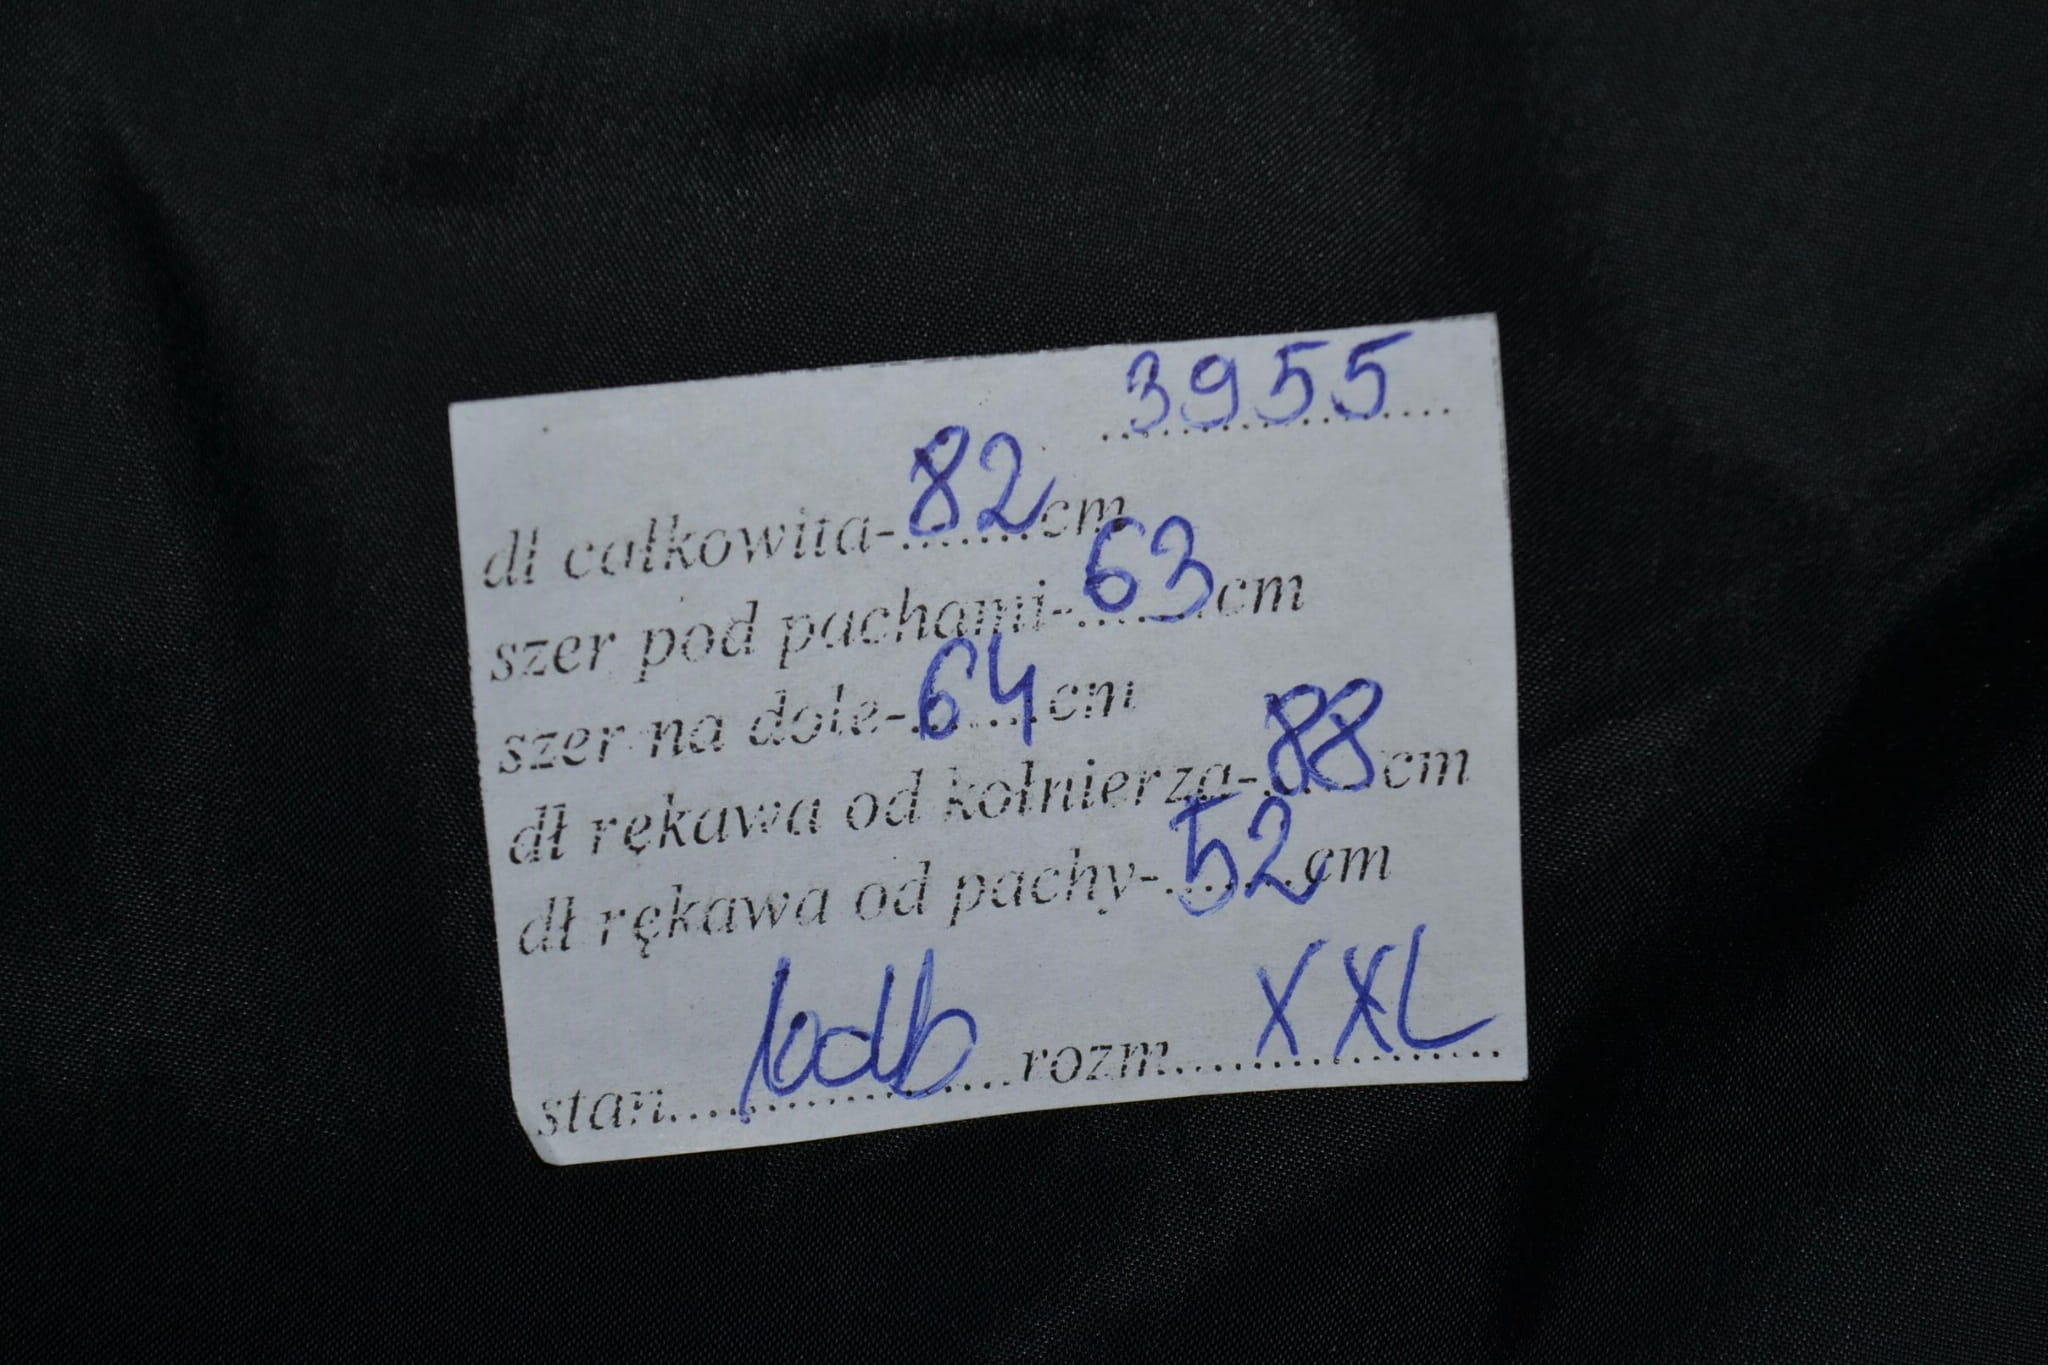 3955
dł całkowita-82cm
szer pod pachami-63cm
szer na dole-64cm
dł rękawa od kołnierza-88cm
dł rękawa od pachy-52cm
stan.......rozm....XXL